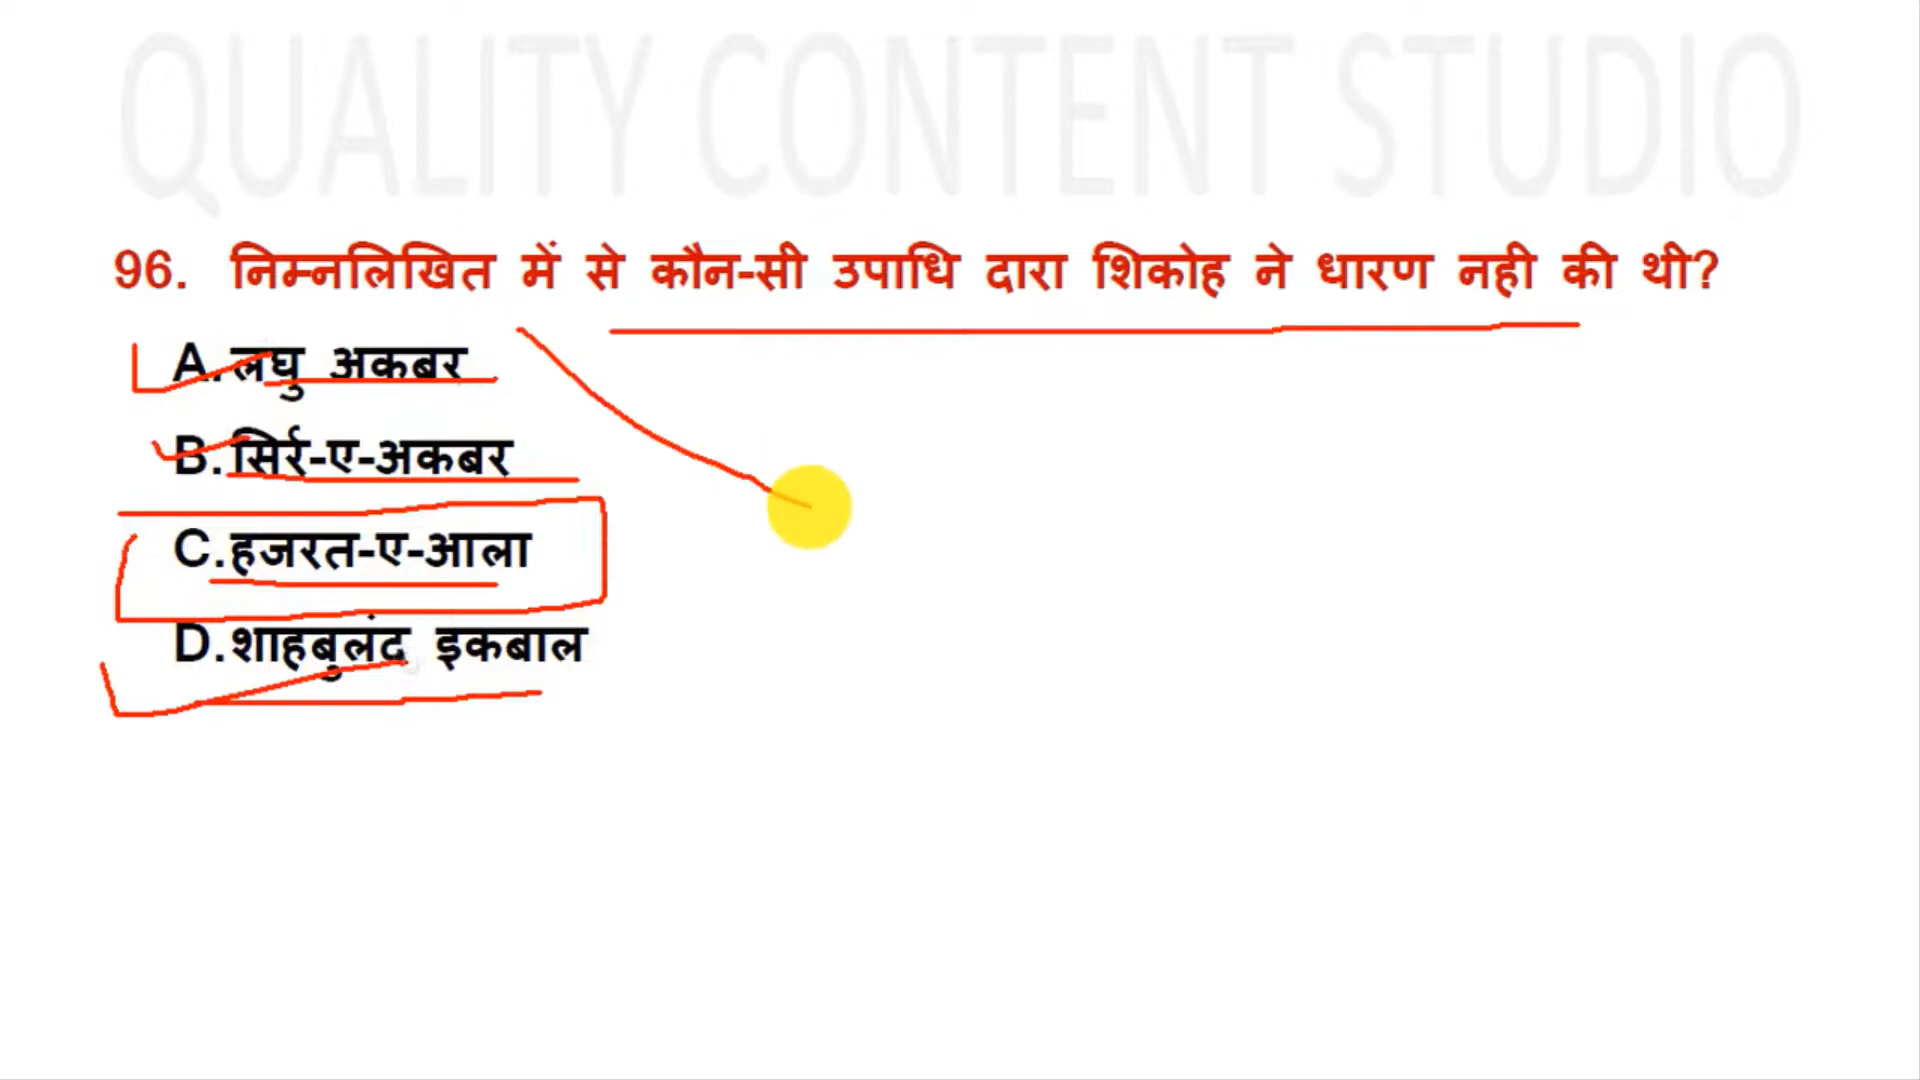 QUALITY CONTENT STUDIO
96. निम्नलिखित में से कौन-सी उपाधि दारा शिकोह ने धारण नही की थी?
A. लघु अकबर
B. सिर्र-ए-अकबर
C. हजरत-ए-आला
D. शाहबुलंद इकबाल